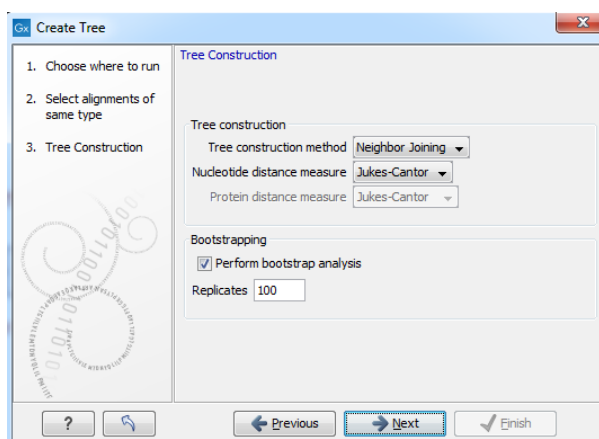 Gx Create Tree
1. Choose where to run
2. Select alignments of
same type
3. Tree Construction
Tree Construction
Tree construction
Tree construction method Neighbor Joining
Nucleotide distance measure Jukes-Cantor
Protein distance measure Jukes-Cantor
Bootstrapping
Perform bootstrap analysis
Replicates 100
? Previous Next Finish